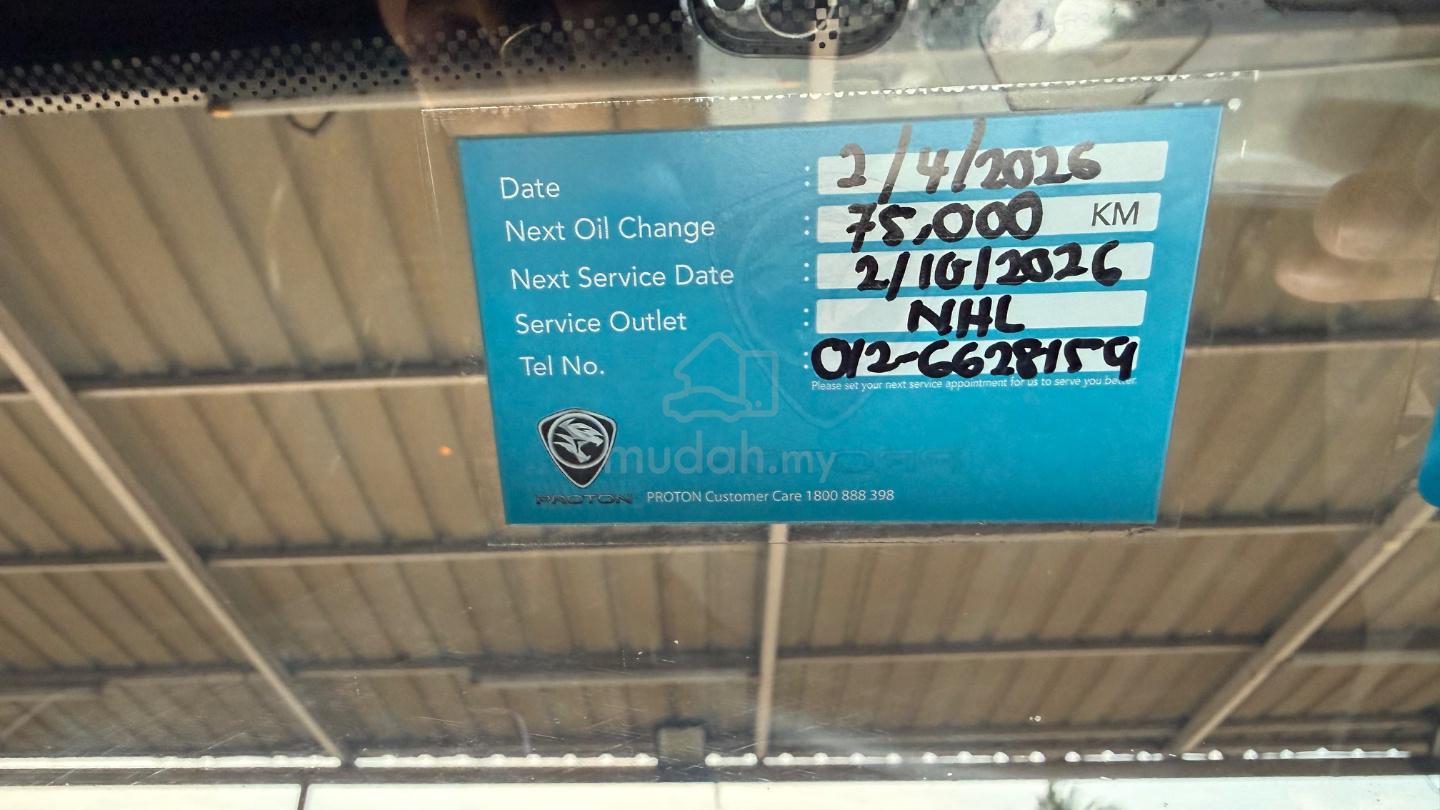 Date : 2/4/2026
Next Oil Change : 75,000 KM
Next Service Date : 2/10/2026
Service Outlet : NHL
Tel No. : 012-6628159
Please set your next service appointment for us to serve you better.
mudah.my
PROTON PROTON Customer Care 1800 888 398